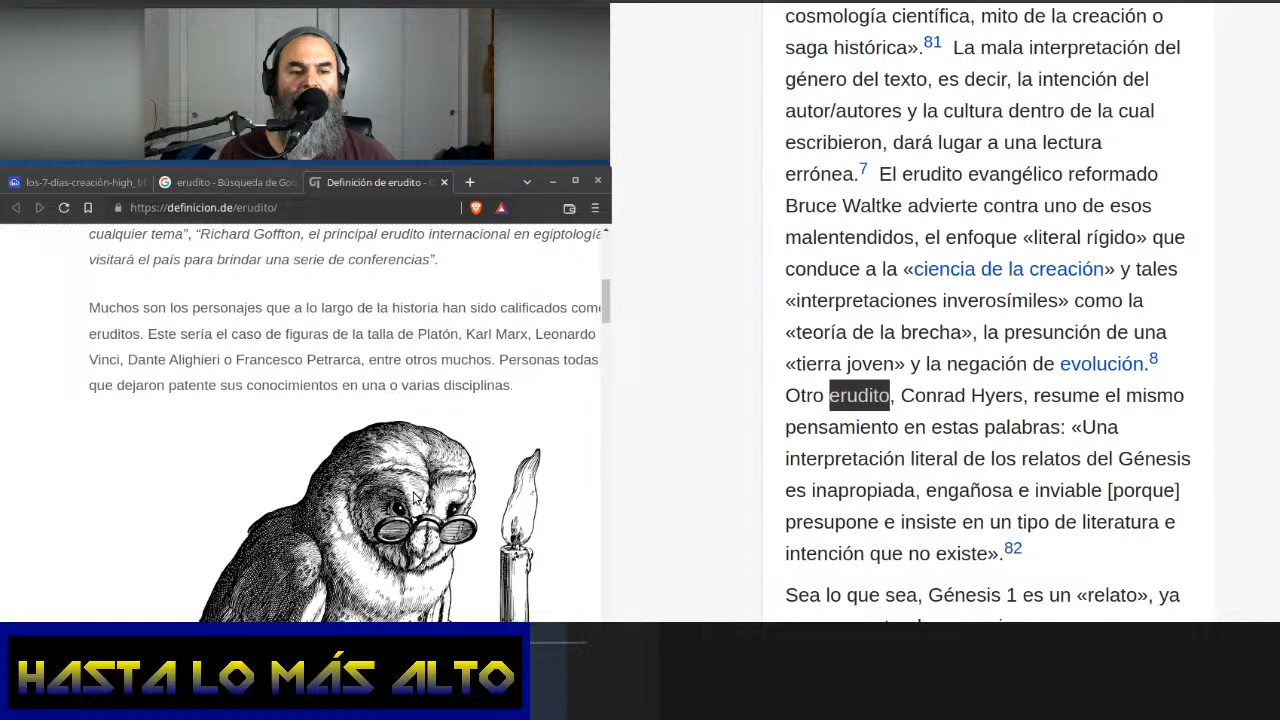 los-7-dias-creación-high_bl
erudito - Búsqueda de Goo
Definición de erudito -
https://definicion.de/erudito/
cualquier tema”, “Richard Goffton, el principal erudito internacional en egiptología
visitará el país para brindar una serie de conferencias”.
Muchos son los personajes que a lo largo de la historia han sido calificados como
eruditos. Este sería el caso de figuras de la talla de Platón, Karl Marx, Leonardo
Vinci, Dante Alighieri o Francesco Petrarca, entre otros muchos. Personas todas
que dejaron patente sus conocimientos en una o varias disciplinas.
cosmología científica, mito de la creación o
saga histórica».81 La mala interpretación del
género del texto, es decir, la intención del
autor/autores y la cultura dentro de la cual
escribieron, dará lugar a una lectura
errónea.7 El erudito evangélico reformado
Bruce Waltke advierte contra uno de esos
malentendidos, el enfoque «literal rígido» que
conduce a la «ciencia de la creación» y tales
«interpretaciones inverosímiles» como la
«teoría de la brecha», la presunción de una
«tierra joven» y la negación de evolución.8
Otro erudito, Conrad Hyers, resume el mismo
pensamiento en estas palabras: «Una
interpretación literal de los relatos del Génesis
es inapropiada, engañosa e inviable [porque]
presupone e insiste en un tipo de literatura e
intención que no existe».82
Sea lo que sea, Génesis 1 es un «relato», ya
HASTA LO MÁS ALTO